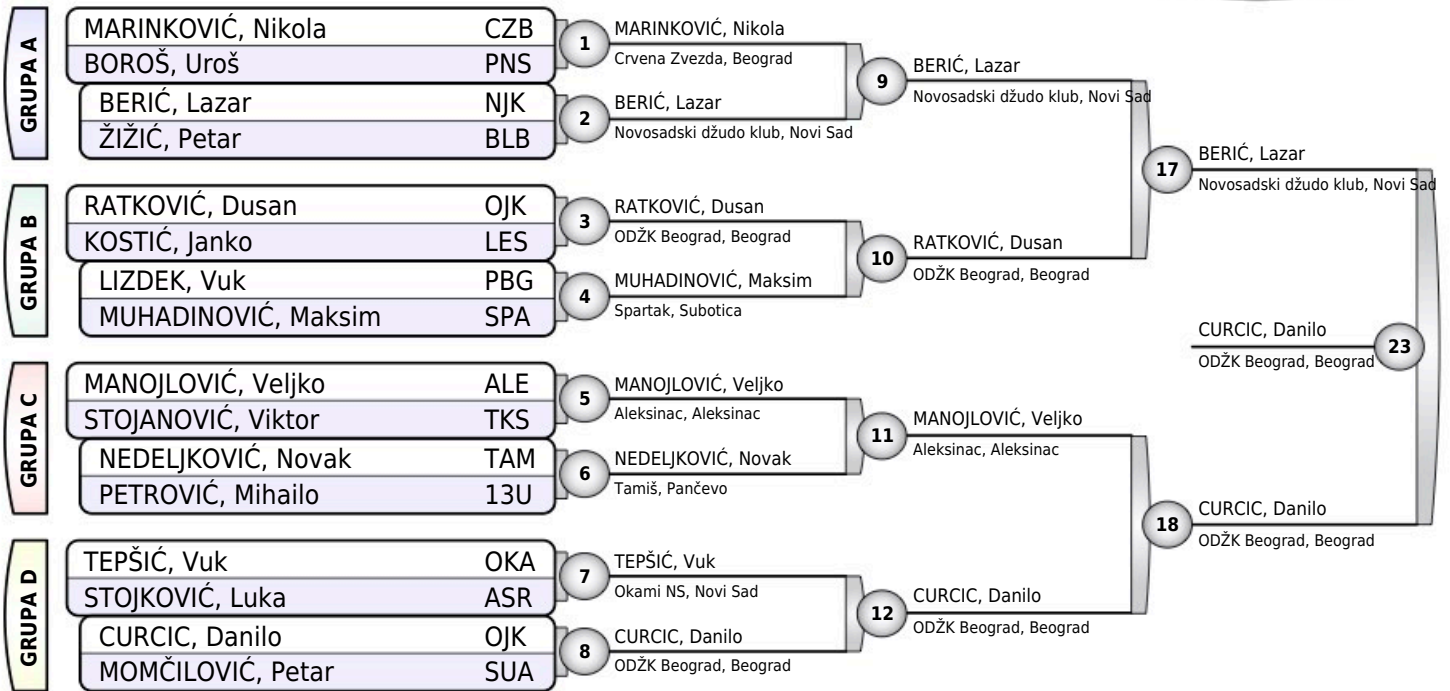 GRUPA A
MARINKOVIĆ, Nikola CZB
BOROŠ, Uroš PNS
BERIĆ, Lazar NJK
ŽIŽIĆ, Petar BLB
GRUPA B
RATKOVIĆ, Dusan OJK
KOSTIĆ, Janko LES
LIZDEK, Vuk PBG
MUHADINOVIĆ, Maksim SPA
GRUPA C
MANOJLOVIĆ, Veljko ALE
STOJANOVIĆ, Viktor TKS
NEDELJKOVIĆ, Novak TAM
PETROVIĆ, Mihailo 13U
GRUPA D
TEPŠIĆ, Vuk OKA
STOJKOVIĆ, Luka ASR
CURCIC, Danilo OJK
MOMČILOVIĆ, Petar SUA
1
MARINKOVIĆ, Nikola
Crvena Zvezda, Beograd
2
BERIĆ, Lazar
Novosadski džudo klub, Novi Sad
3
RATKOVIĆ, Dusan
ODŽK Beograd, Beograd
4
MUHADINOVIĆ, Maksim
Spartak, Subotica
5
MANOJLOVIĆ, Veljko
Aleksinac, Aleksinac
6
NEDELJKOVIĆ, Novak
Tamiš, Pančevo
7
TEPŠIĆ, Vuk
Okami NS, Novi Sad
8
CURCIC, Danilo
ODŽK Beograd, Beograd
9
BERIĆ, Lazar
Novosadski džudo klub, Novi Sad
10
RATKOVIĆ, Dusan
ODŽK Beograd, Beograd
11
MANOJLOVIĆ, Veljko
Aleksinac, Aleksinac
12
CURCIC, Danilo
ODŽK Beograd, Beograd
17
BERIĆ, Lazar
Novosadski džudo klub, Novi Sad
18
CURCIC, Danilo
ODŽK Beograd, Beograd
CURCIC, Danilo
ODŽK Beograd, Beograd
23